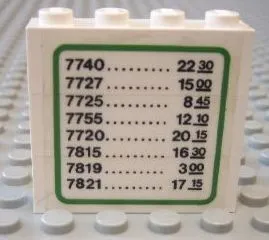 7740 .......... 22 30
7727 .......... 15 00
7725 .......... 8 45
7755 .......... 12 10
7720 .......... 20 15
7815 .......... 16 30
7819 .......... 3 00
7821 .......... 17 15